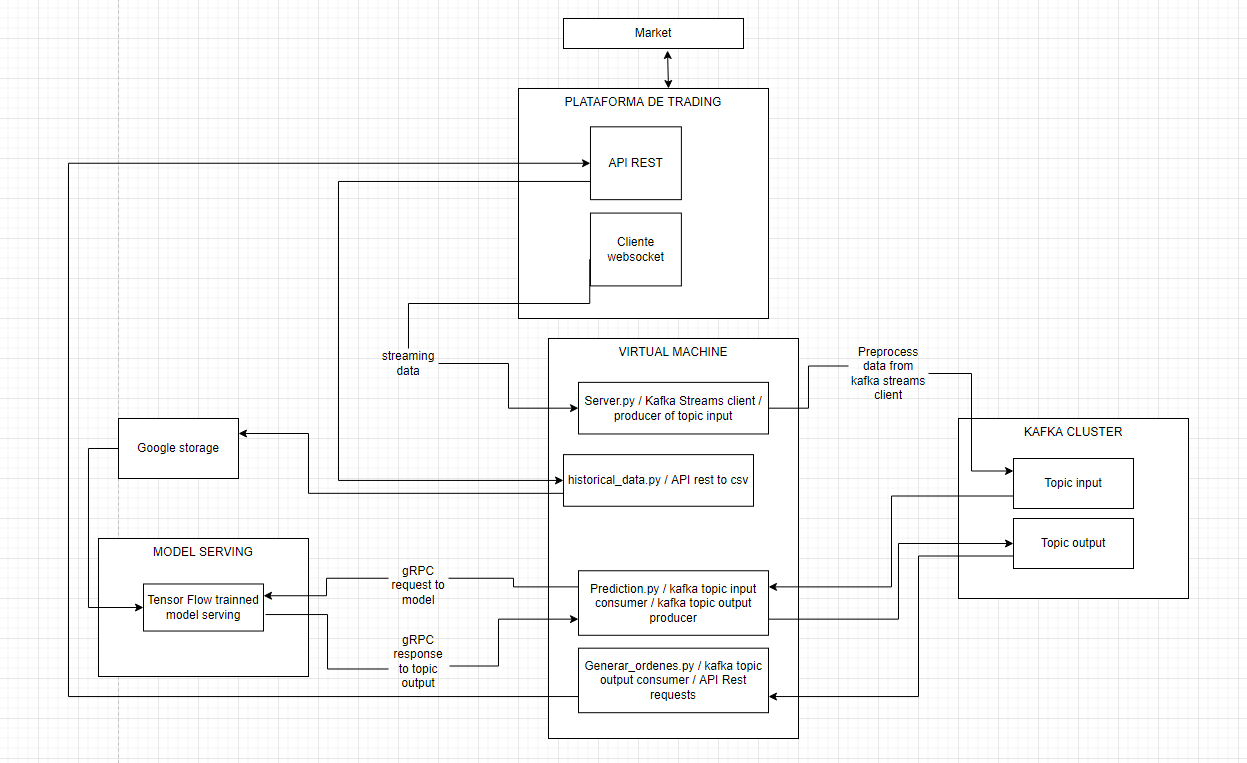 Market
PLATAFORMA DE TRADING
API REST
Cliente
websocket
streaming
data
VIRTUAL MACHINE
Server.py / Kafka Streams client /
producer of topic input
Preprocess
data from
kafka streams
client
KAFKA CLUSTER
Topic input
Topic output
Google storage
historical_data.py / API rest to csv
MODEL SERVING
Tensor Flow trainned
model serving
gRPC
request to
model
gRPC
response
to topic
output
Prediction.py / kafka topic input
consumer / kafka topic output
producer
Generar_ordenes.py / kafka topic
output consumer / API Rest
requests